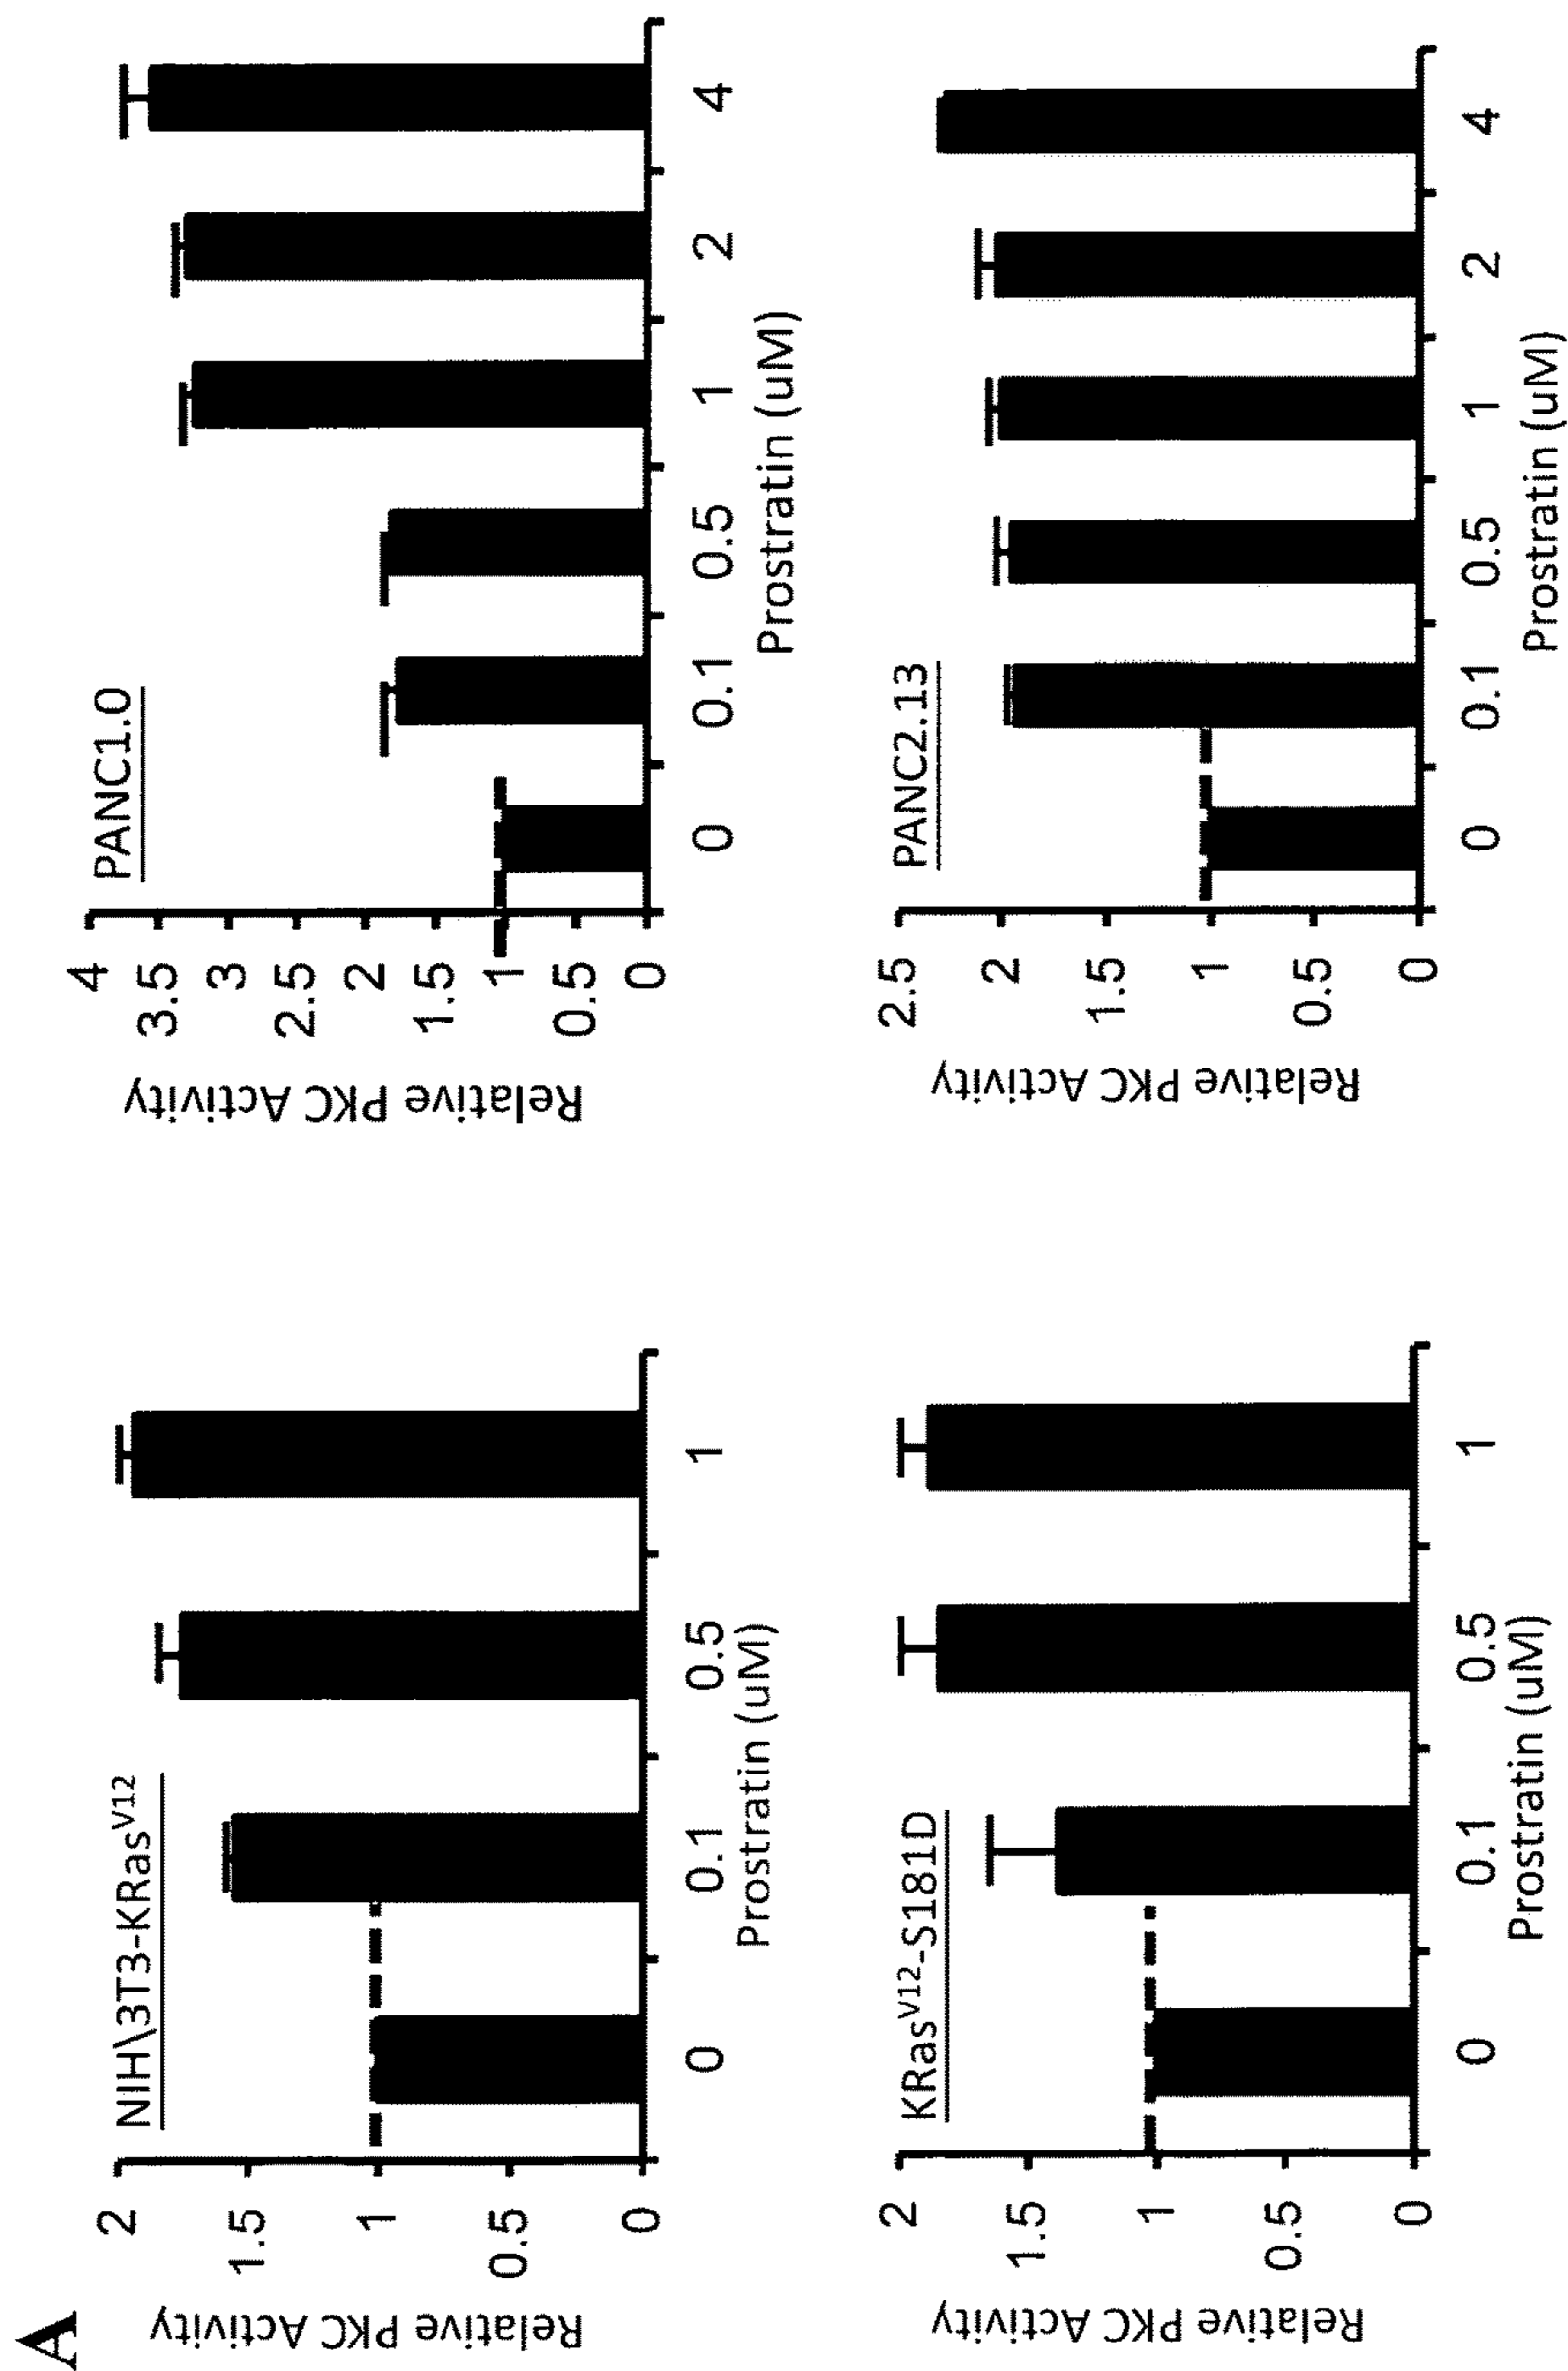 A
NIH\3T3-KRasV12
Relative PKC Activity
2
1.5
1
0.5
0
0 0.1 0.5 1
Prostratin (uM)
PANC1.0
Relative PKC Activity
4
3.5
3
2.5
2
1.5
1
0.5
0
0 0.1 0.5 1 2 4
Prostratin (uM)
KRasV12-S181D
Relative PKC Activity
2
1.5
1
0.5
0
0 0.1 0.5 1
Prostratin (uM)
PANC2.13
Relative PKC Activity
2.5
2
1.5
1
0.5
0
0 0.1 0.5 1 2 4
Prostratin (uM)